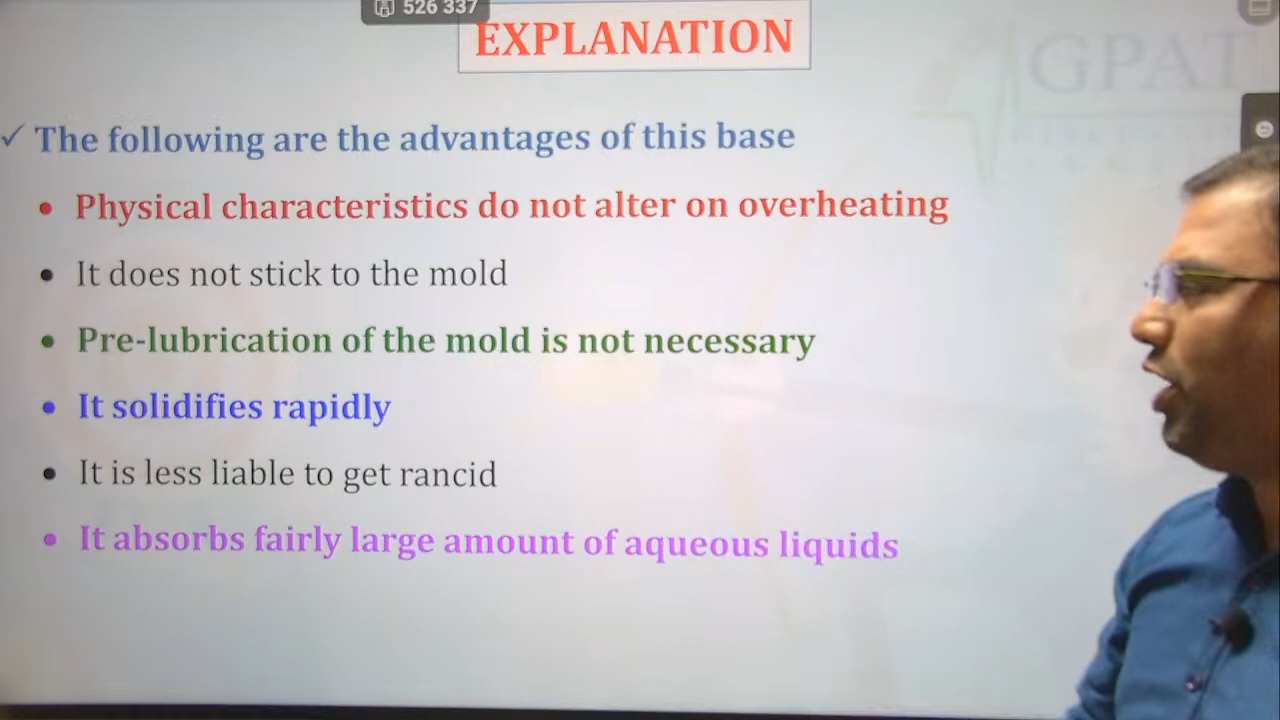 526 337
EXPLANATION
GPAT
✓ The following are the advantages of this base
• Physical characteristics do not alter on overheating
• It does not stick to the mold
• Pre-lubrication of the mold is not necessary
• It solidifies rapidly
• It is less liable to get rancid
• It absorbs fairly large amount of aqueous liquids